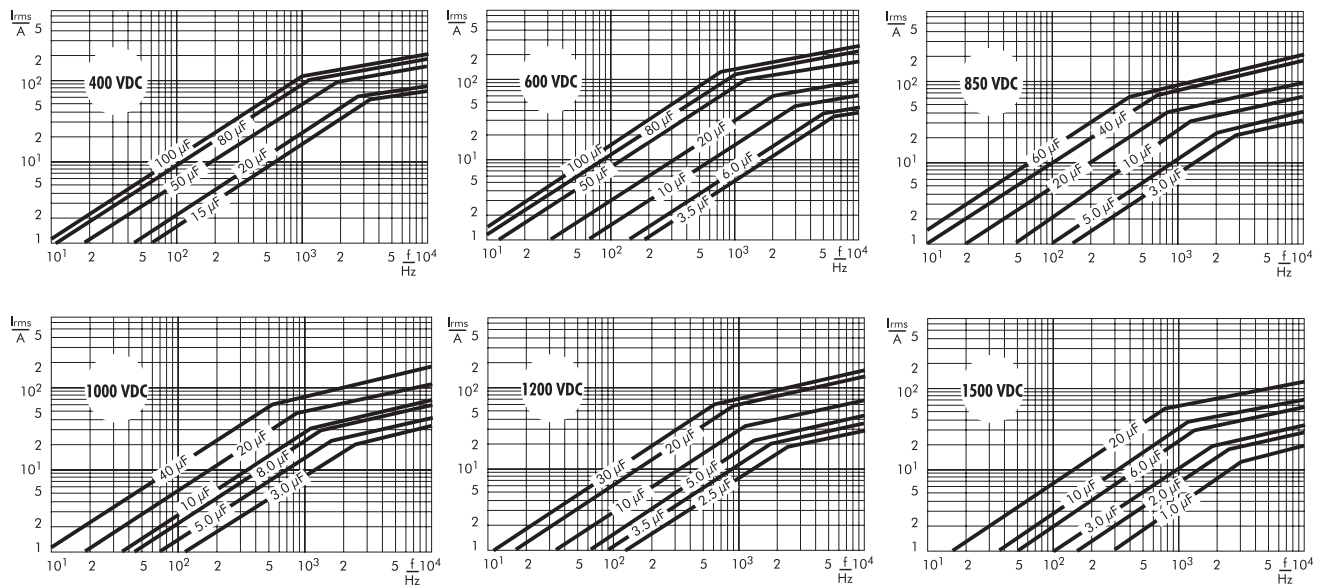 Irms/A
5
2
10²
5
2
10¹
5
2
1
400 VDC
100 µF
80 µF
50 µF
20 µF
15 µF
10¹ 2 5 10² 2 5 10³ 2 5 f/Hz 10⁴
Irms/A
5
2
10²
5
2
10¹
5
2
1
600 VDC
100 µF
80 µF
50 µF
20 µF
10 µF
6.0 µF
3.5 µF
10¹ 2 5 10² 2 5 10³ 2 5 f/Hz 10⁴
Irms/A
5
2
10²
5
2
10¹
5
2
1
850 VDC
60 µF
40 µF
20 µF
10 µF
5.0 µF
3.0 µF
10¹ 2 5 10² 2 5 10³ 2 5 f/Hz 10⁴
Irms/A
5
2
10²
5
2
10¹
5
2
1
1000 VDC
40 µF
20 µF
10 µF
8.0 µF
5.0 µF
3.0 µF
10¹ 2 5 10² 2 5 10³ 2 5 f/Hz 10⁴
Irms/A
5
2
10²
5
2
10¹
5
2
1
1200 VDC
30 µF
20 µF
10 µF
5.0 µF
3.5 µF
2.5 µF
10¹ 2 5 10² 2 5 10³ 2 5 f/Hz 10⁴
Irms/A
5
2
10²
5
2
10¹
5
2
1
1500 VDC
20 µF
10 µF
6.0 µF
3.0 µF
2.0 µF
1.0 µF
10¹ 2 5 10² 2 5 10³ 2 5 f/Hz 10⁴